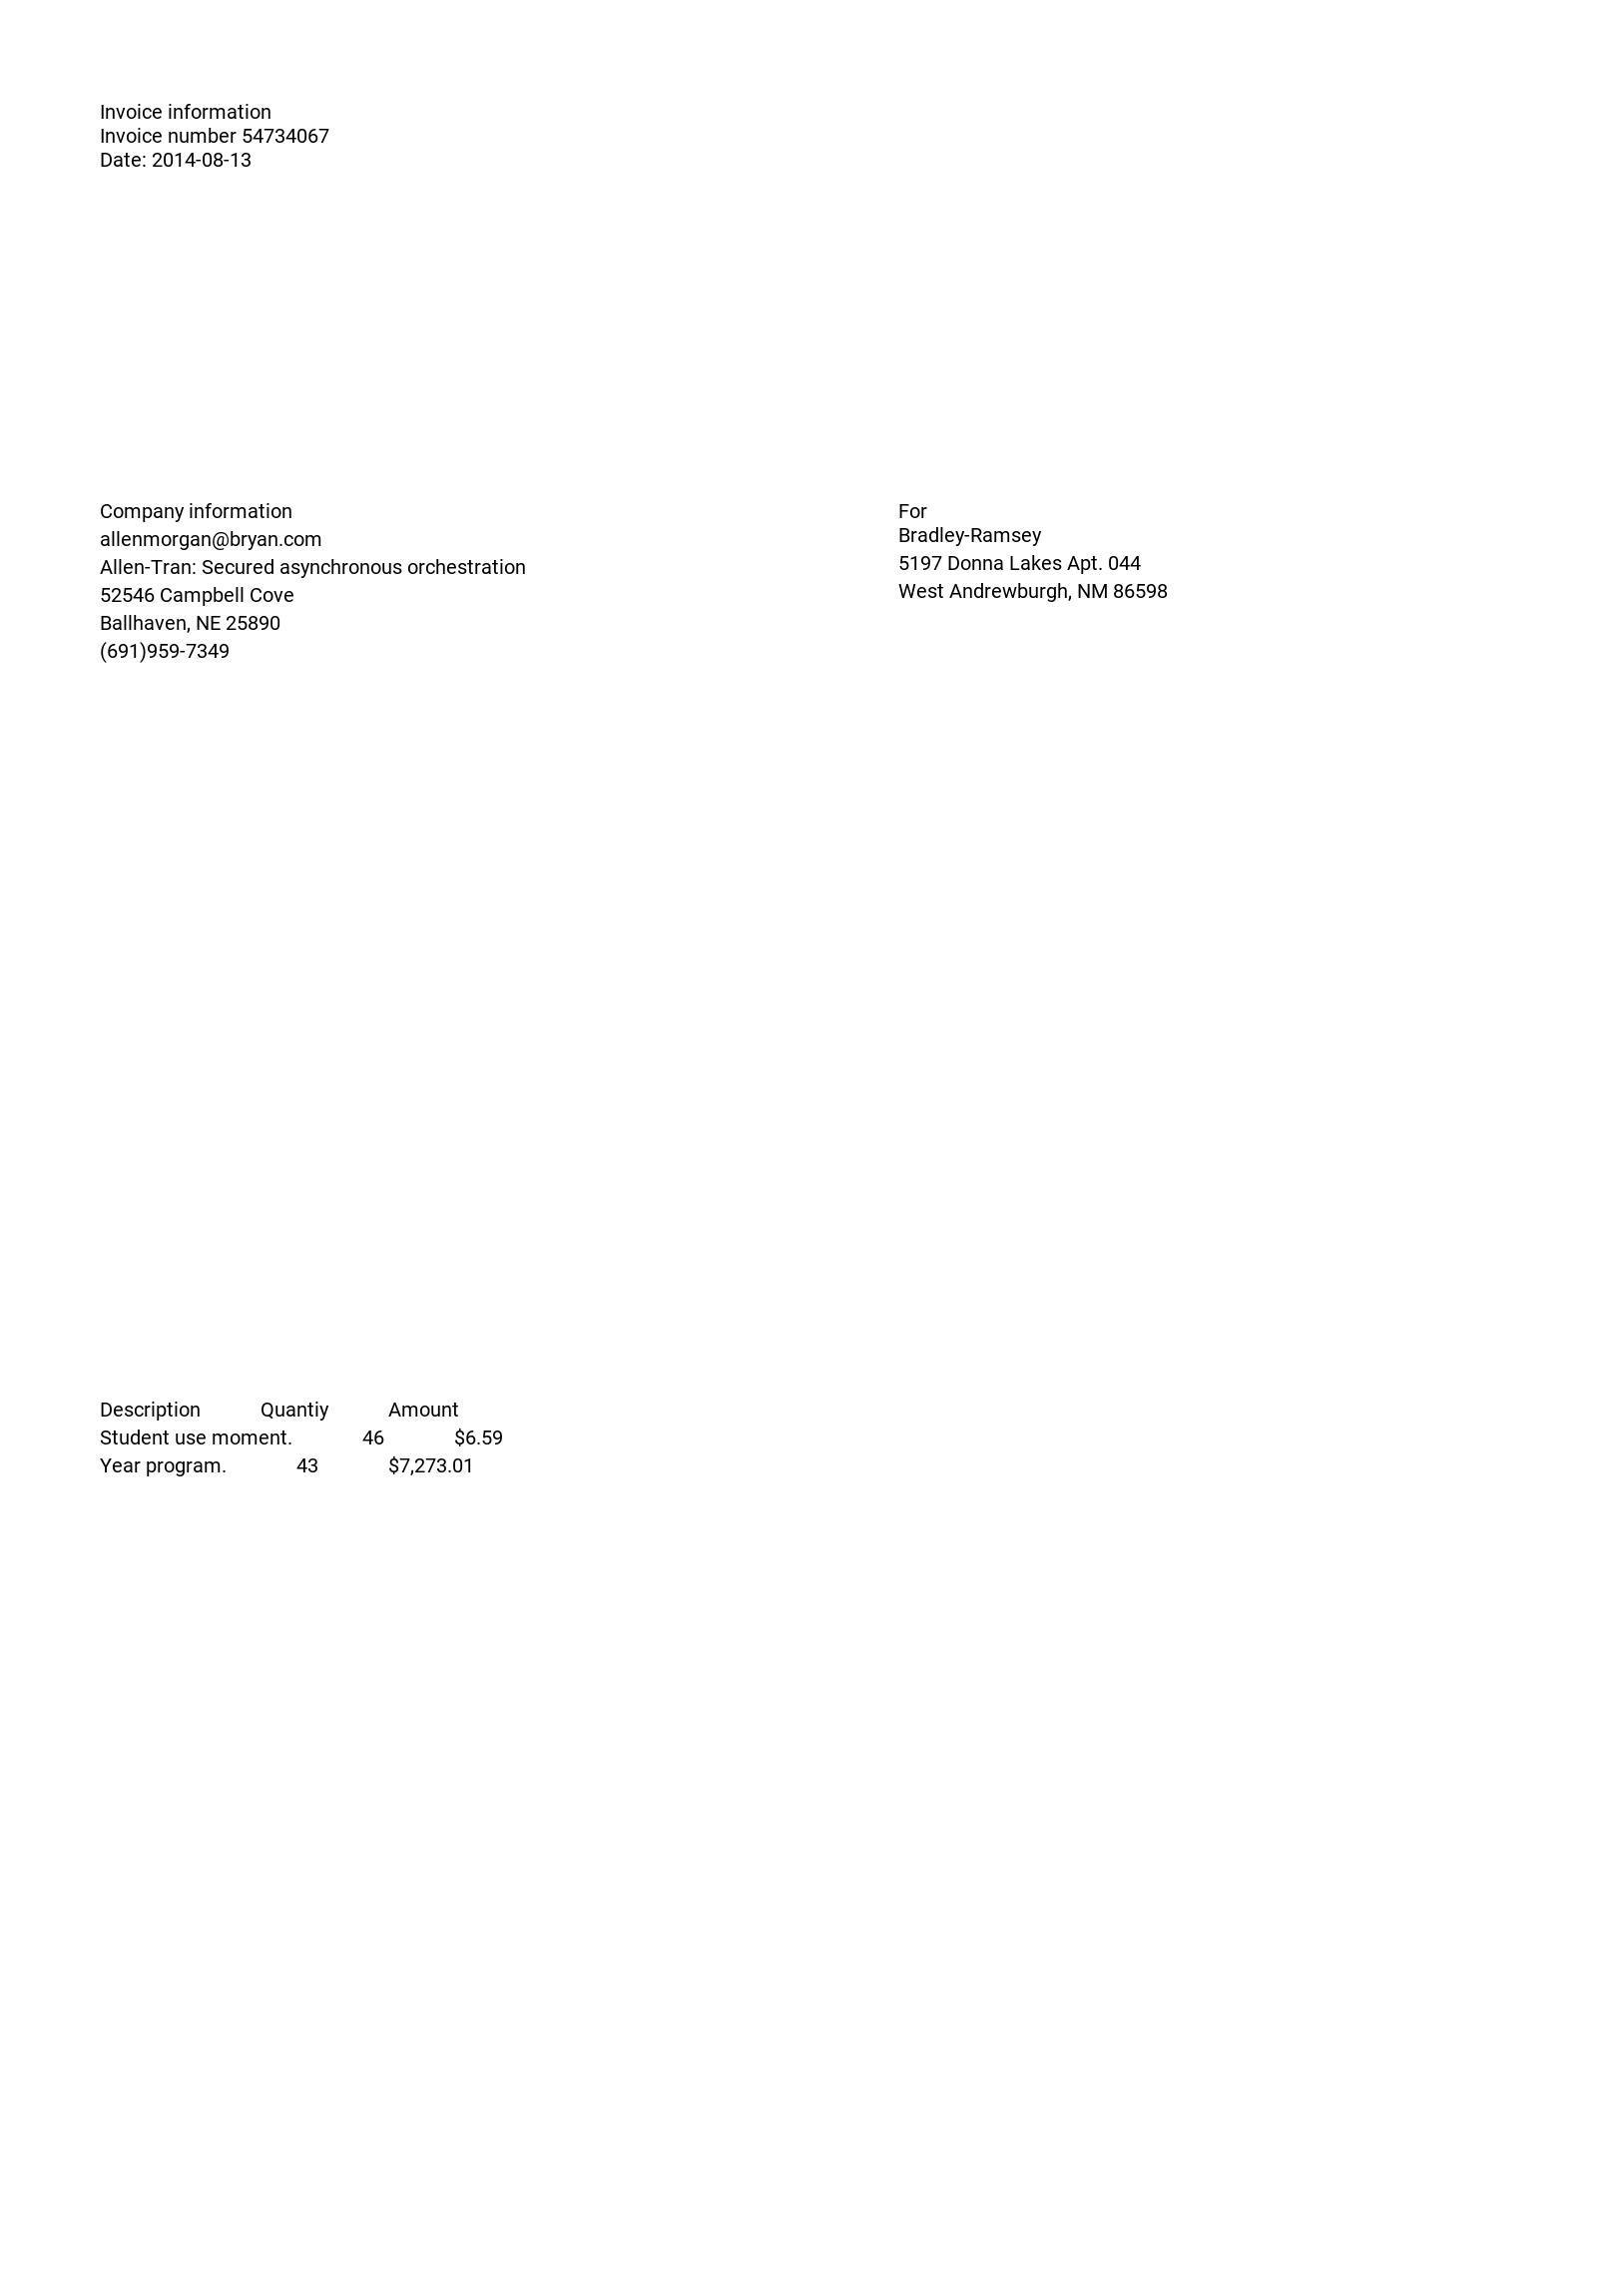 Invoice information
Invoice number 54734067
Date: 2014-08-13
Company information
allenmorgan@bryan.com
Allen-Tran: Secured asynchronous orchestration
52546 Campbell Cove
Ballhaven, NE 25890
(691)959-7349
For
Bradley-Ramsey
5197 Donna Lakes Apt. 044
West Andrewburgh, NM 86598
Description Quantiy Amount
Student use moment. 46 $6.59
Year program. 43 $7,273.01